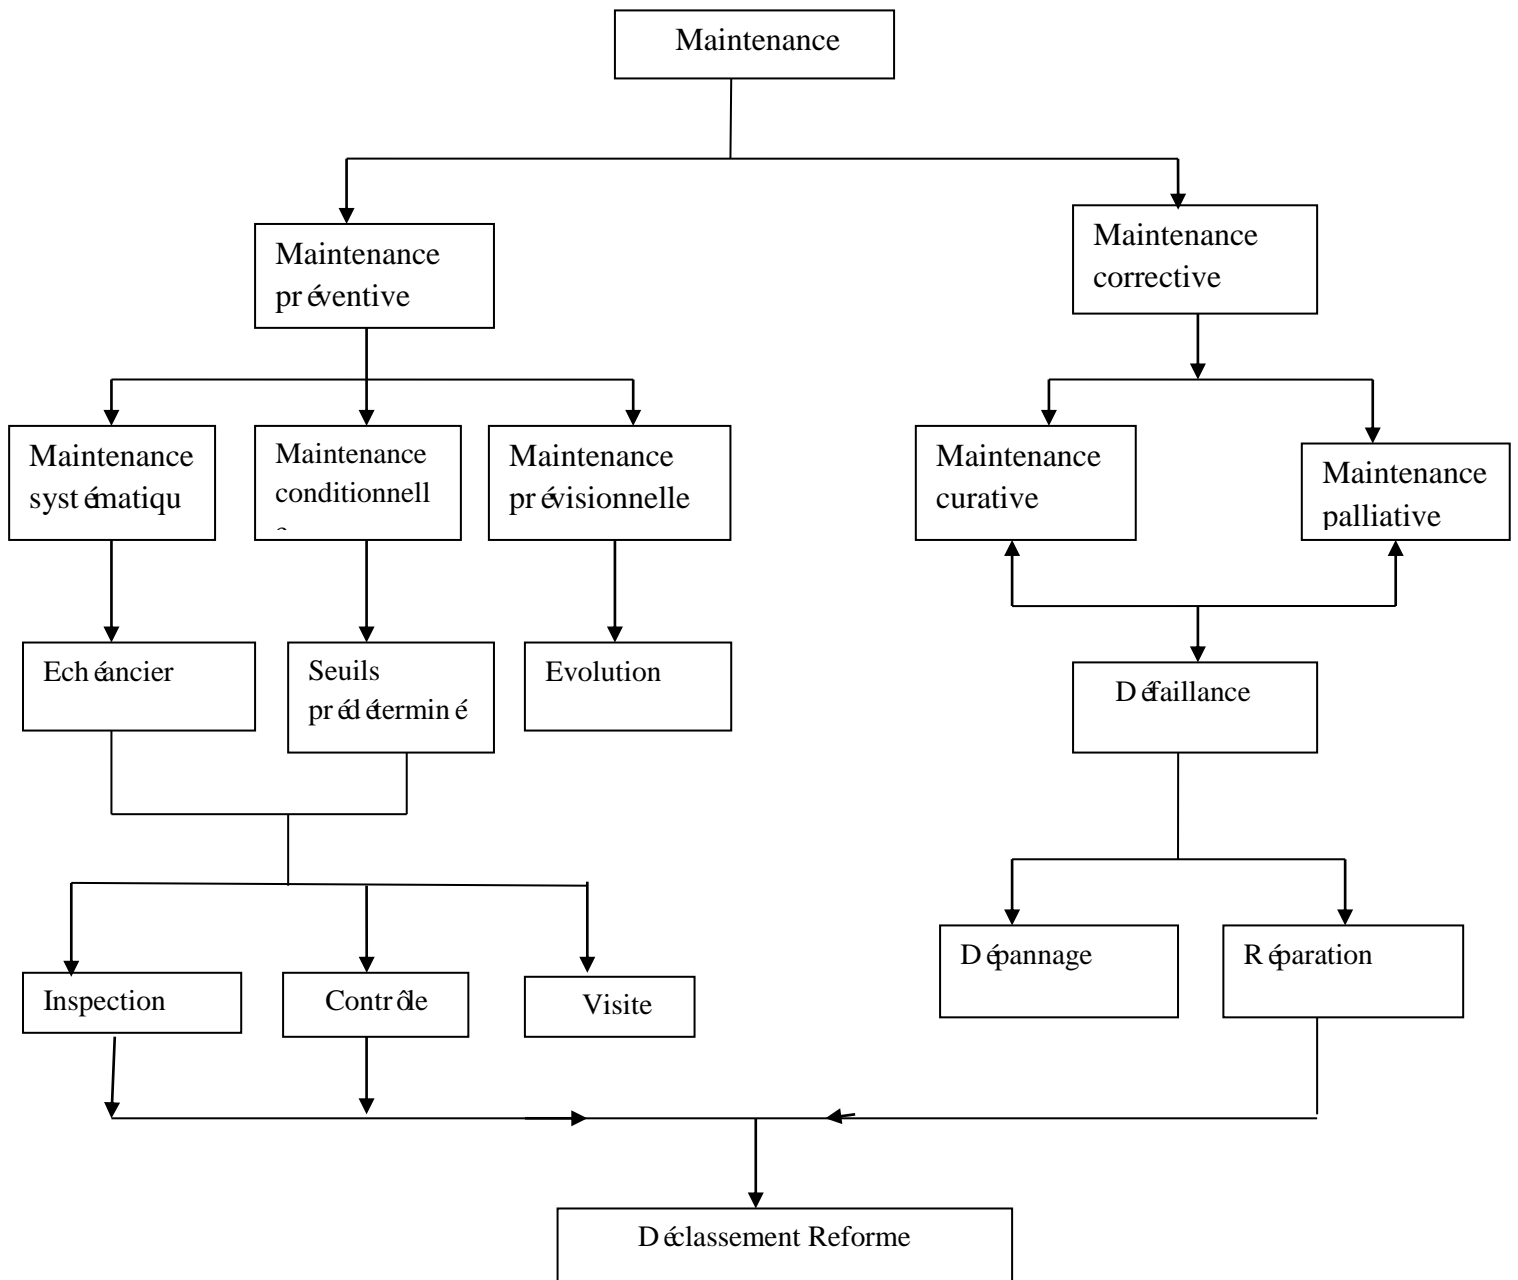 Maintenance
Maintenance
préventive
Maintenance
corrective
Maintenance
systématiqu
Maintenance
conditionnell
Maintenance
prévisionnelle
Maintenance
curative
Maintenance
palliative
Echéancier
Seuils
prédéterminé
Evolution
Défaillance
Dépannage
Réparation
Inspection
Contrôle
Visite
Déclassement Reforme